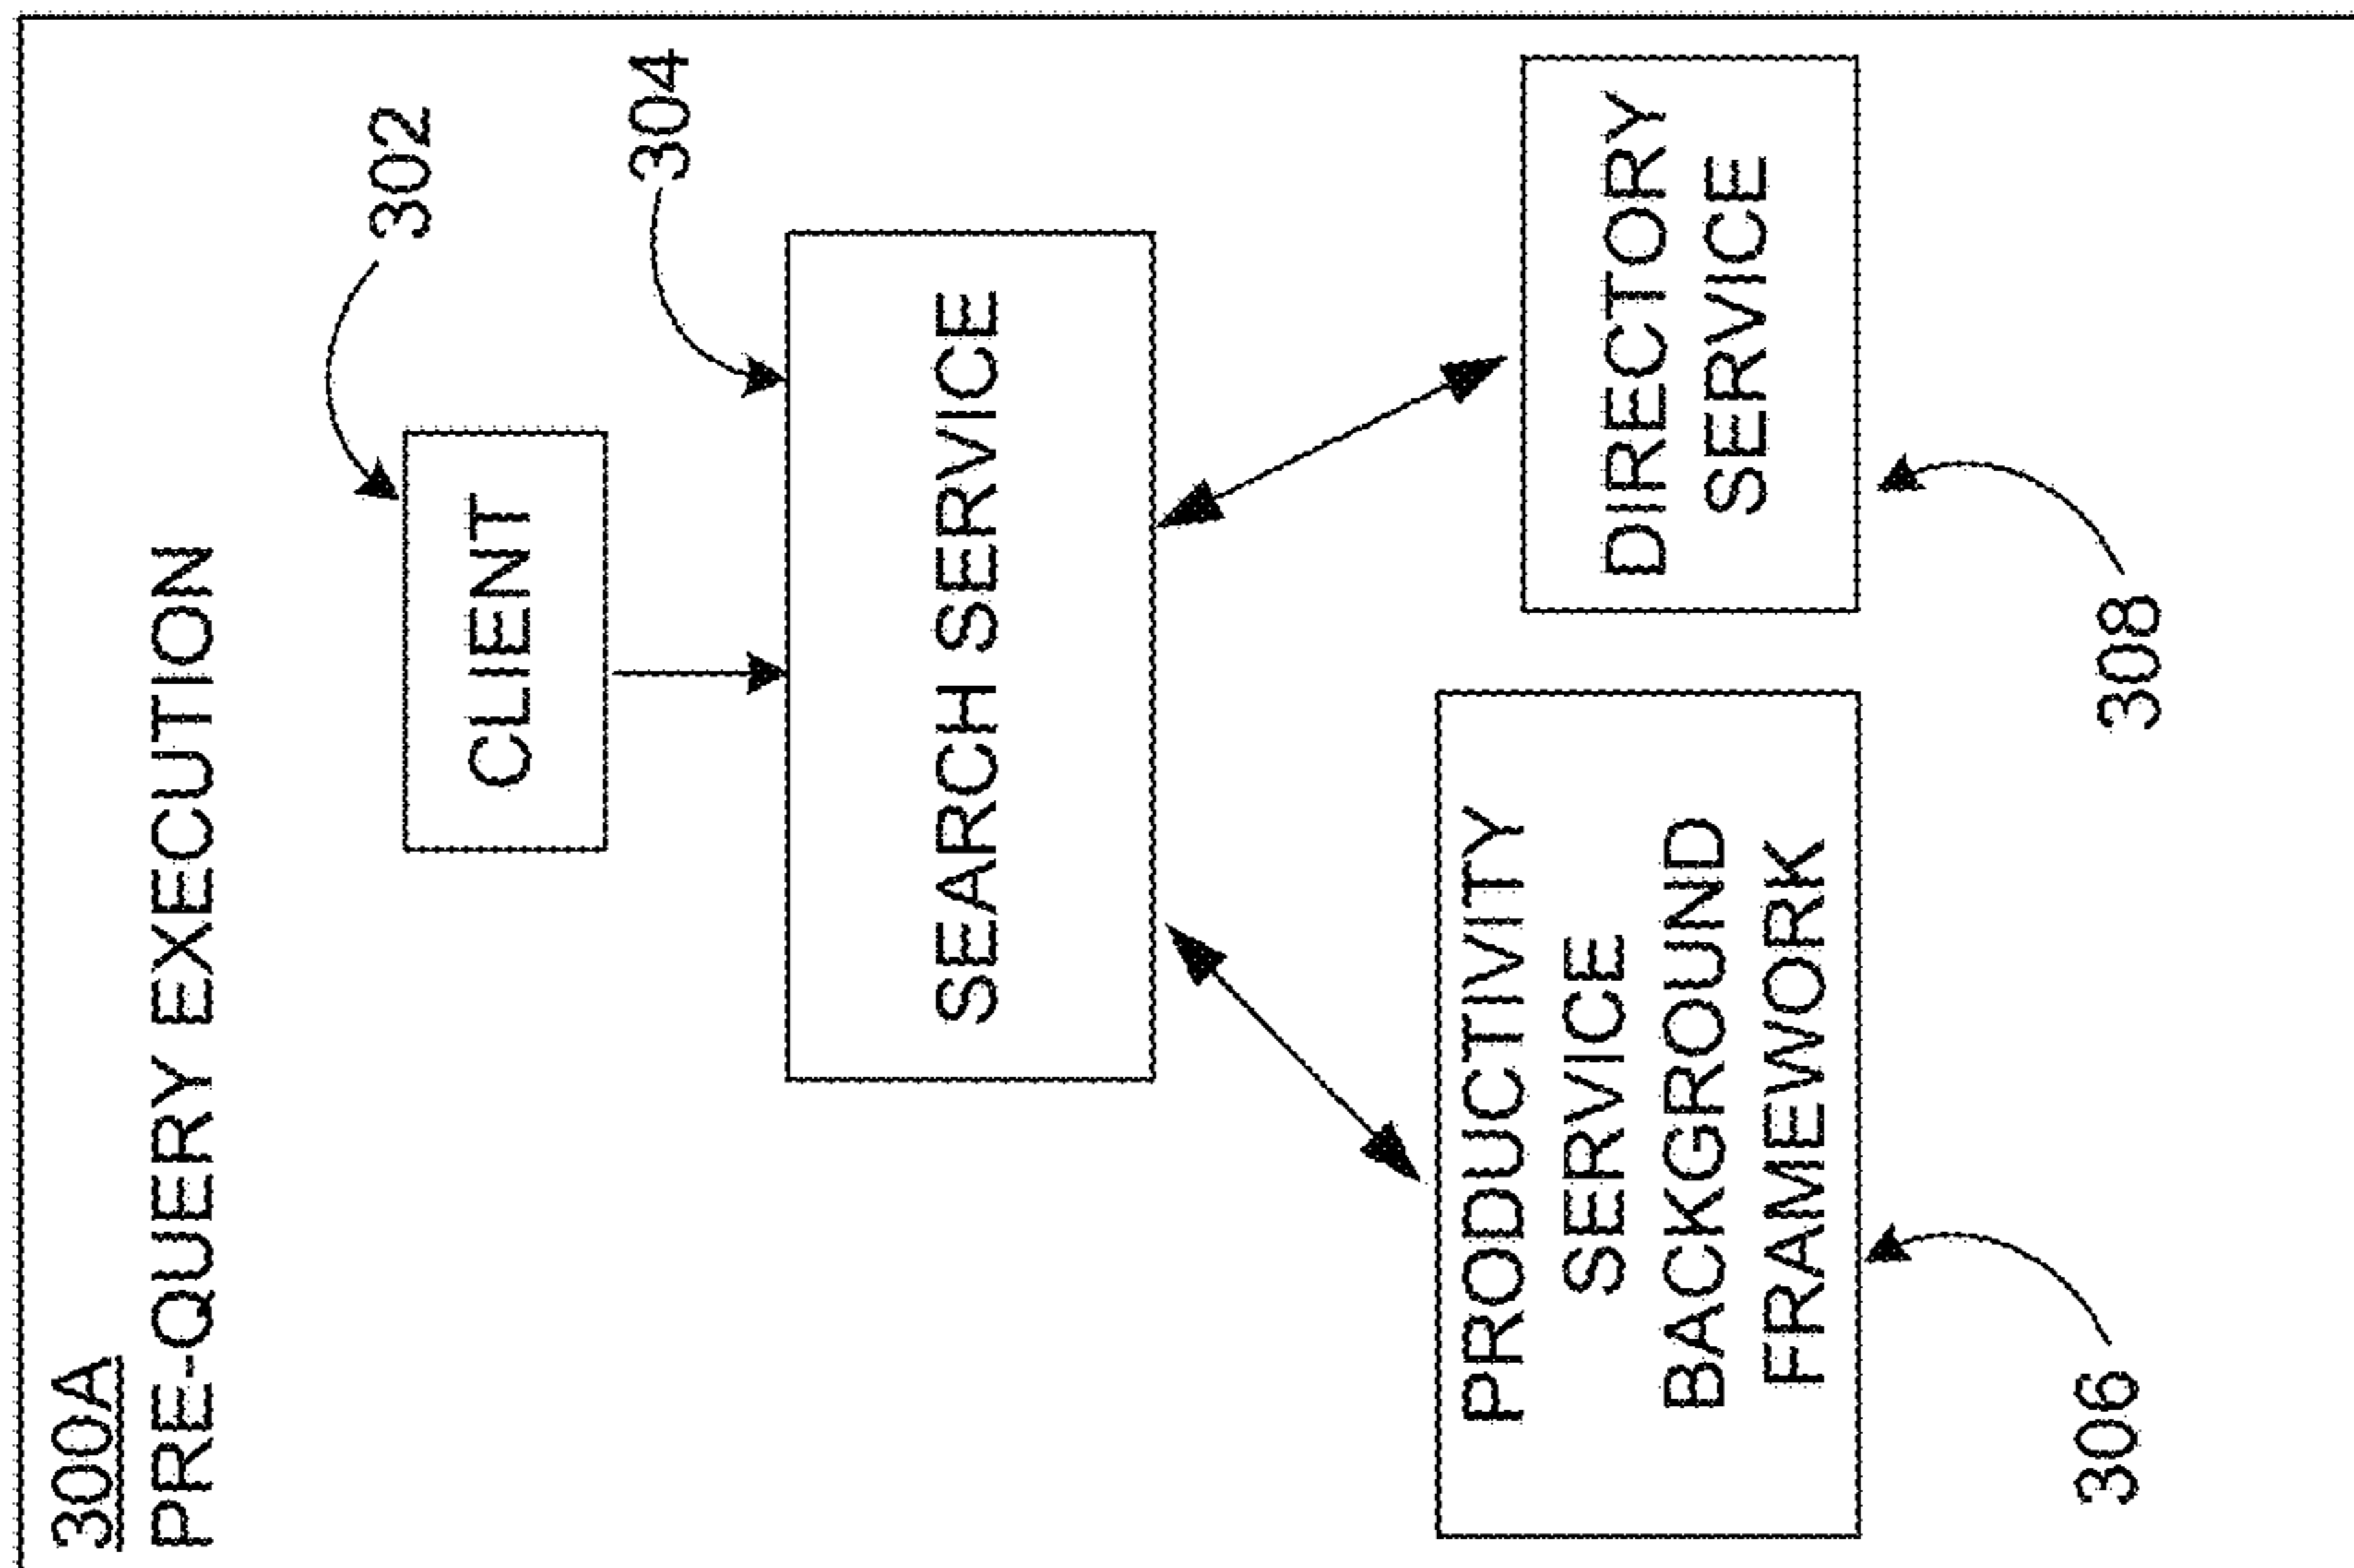 300A
PRE-QUERY EXECUTION
302
CLIENT
304
SEARCH SERVICE
PRODUCTIVITY
SERVICE
BACKGROUND
FRAMEWORK
DIRECTORY
SERVICE
306
308